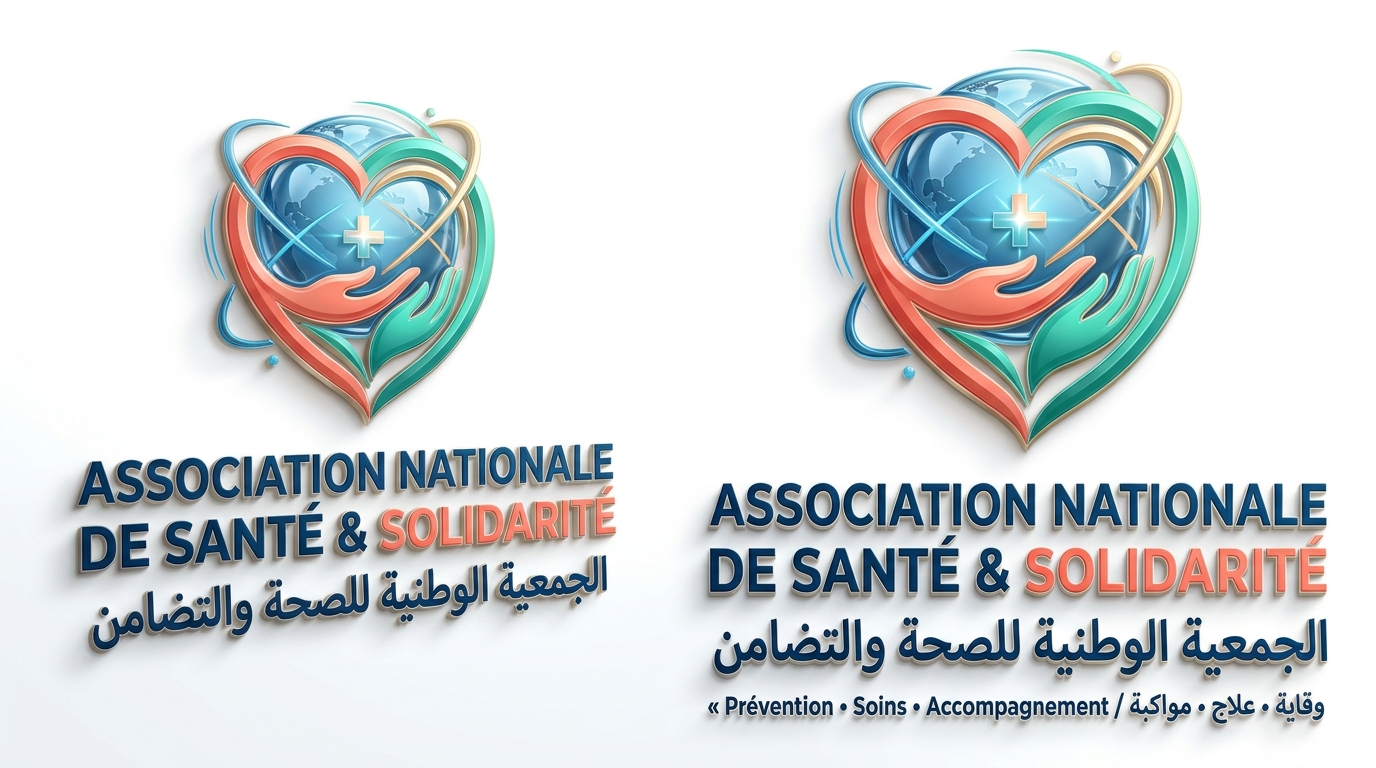 ASSOCIATION NATIONALE
DE SANTÉ & SOLIDARITÉ
الجمعية الوطنية للصحة والتضامن
ASSOCIATION NATIONALE
DE SANTÉ & SOLIDARITÉ
الجمعية الوطنية للصحة والتضامن
« Prévention • Soins • Accompagnement / وقاية • علاج • مواكبة